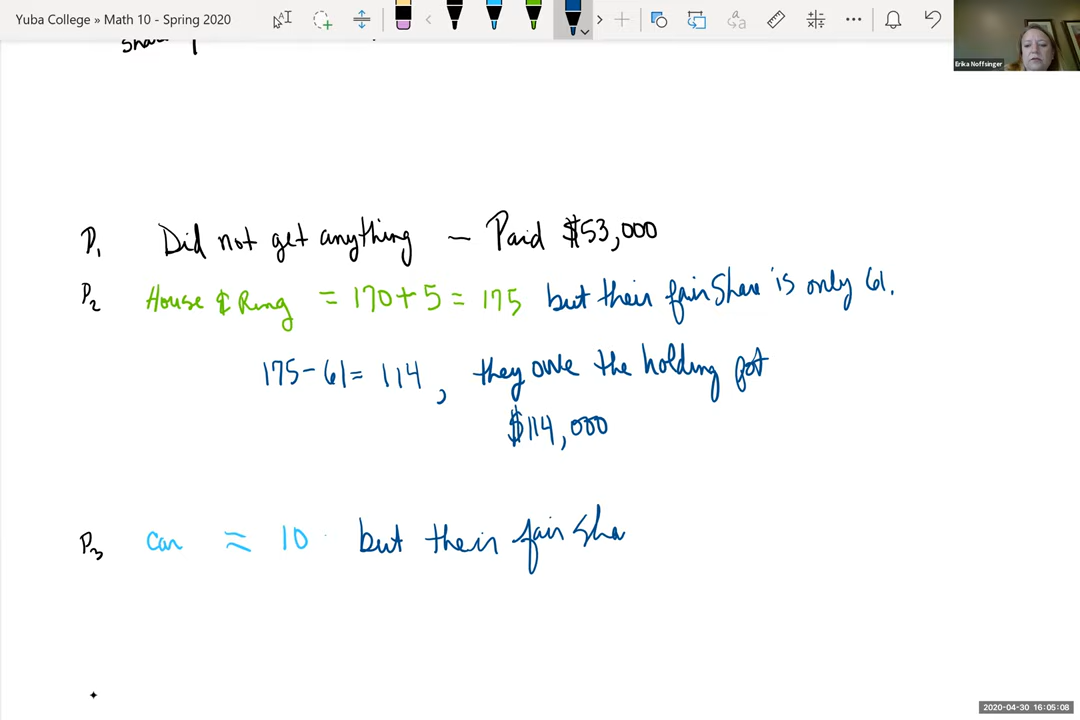 Yuba College » Math 10 - Spring 2020
Erika Noffsinger
P1 Did not get anything – Paid $53,000
P2 House & Ring = 170+5 = 175 but their fair Share is only 61.
175-61= 114, they owe the holding pot
$114,000
P3 car ≈ 10 but their fair Sha
2020-04-30 16:05:08